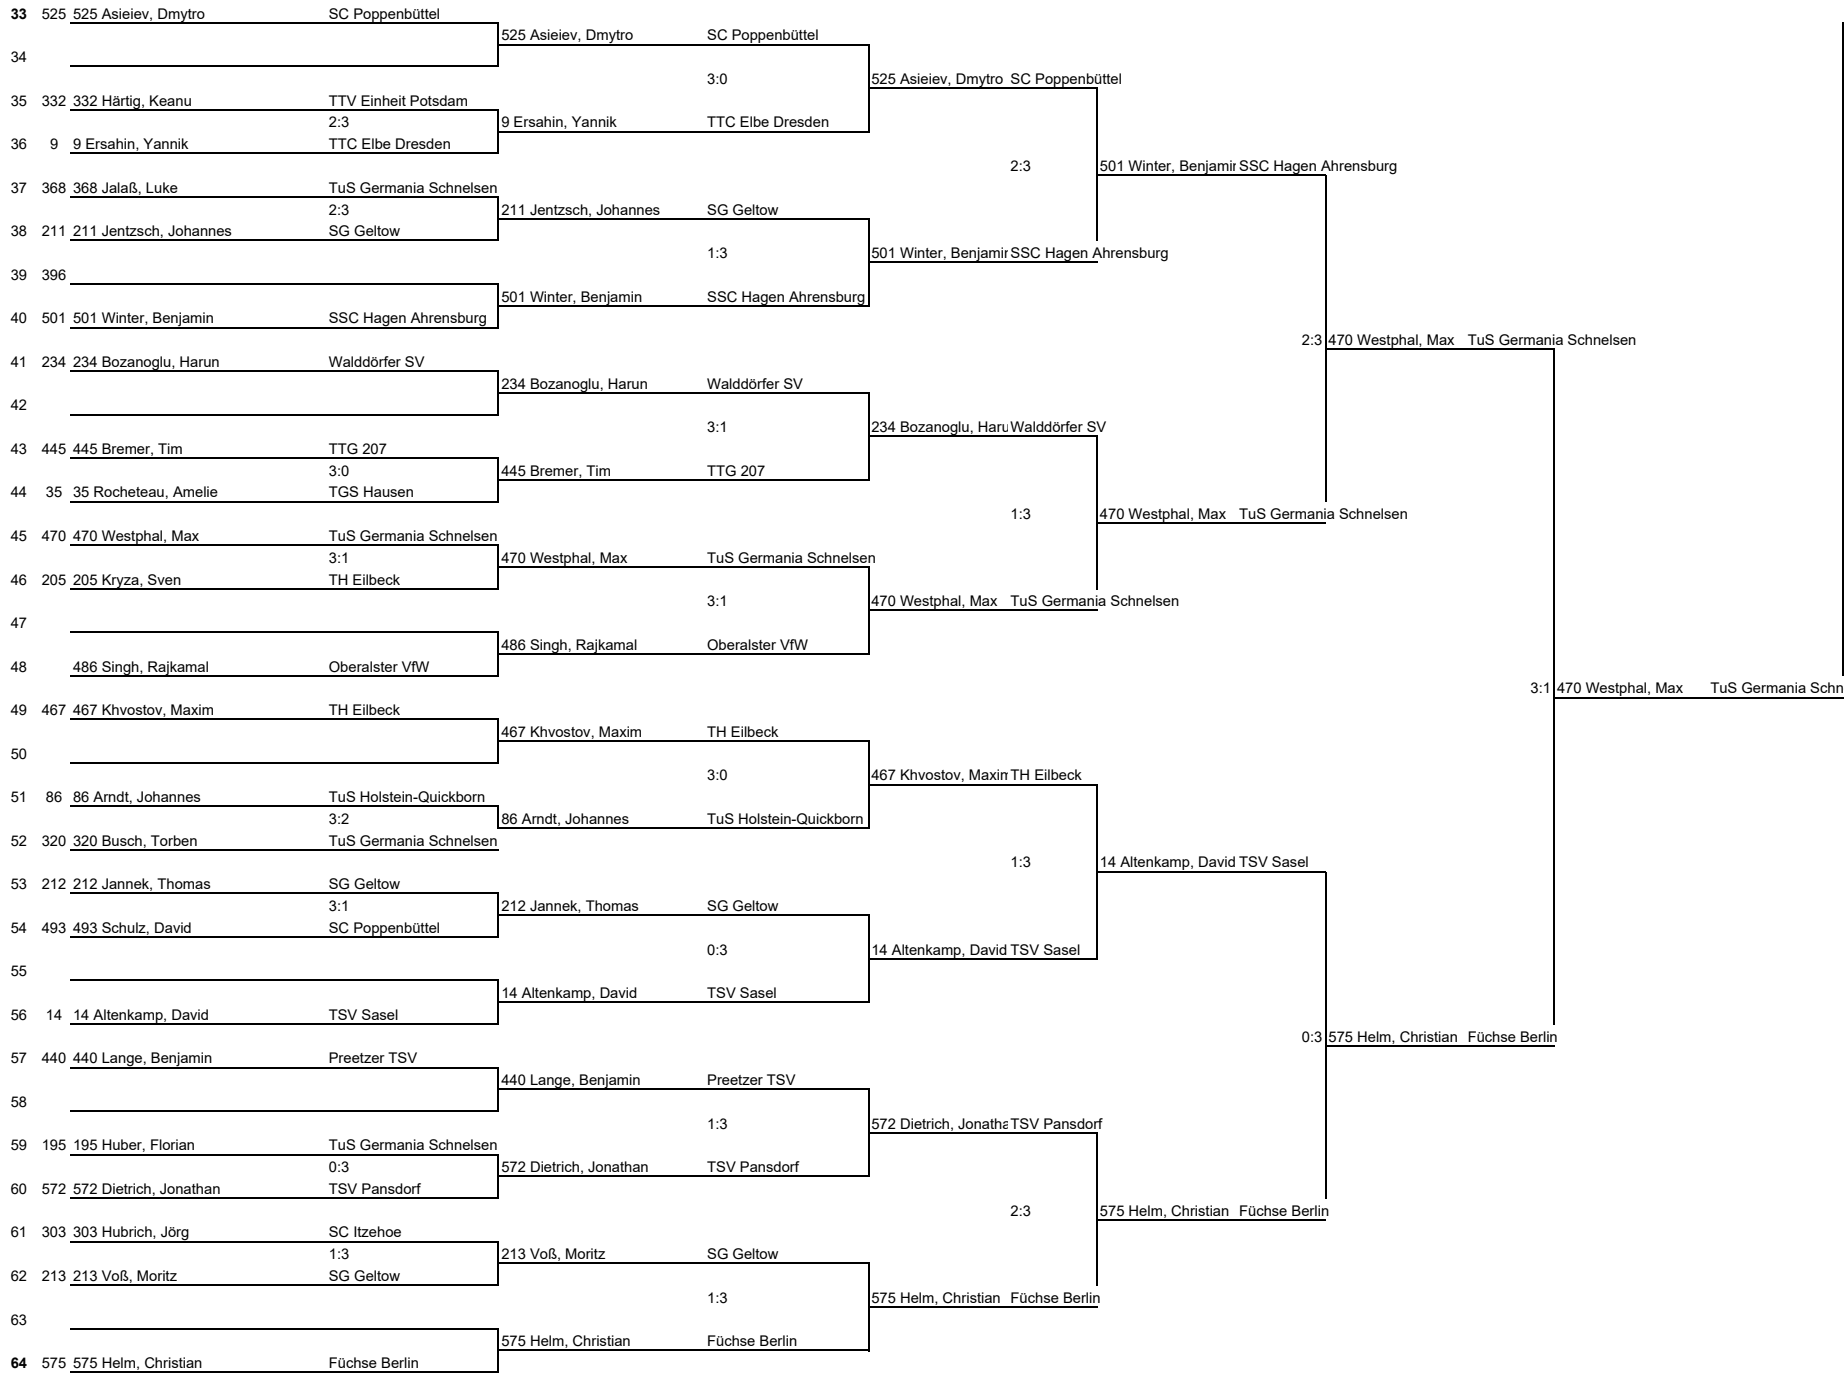 33 525 525 Asieiev, Dmytro SC Poppenbüttel
525 Asieiev, Dmytro SC Poppenbüttel
34
3:0 525 Asieiev, Dmytro SC Poppenbüttel
35 332 332 Härtig, Keanu TTV Einheit Potsdam
2:3 9 Ersahin, Yannik TTC Elbe Dresden
36 9 9 Ersahin, Yannik TTC Elbe Dresden
2:3 501 Winter, Benjamin SSC Hagen Ahrensburg
37 368 368 Jalaß, Luke TuS Germania Schnelsen
2:3 211 Jentzsch, Johannes SG Geltow
38 211 211 Jentzsch, Johannes SG Geltow
1:3 501 Winter, Benjamin SSC Hagen Ahrensburg
39 396
501 Winter, Benjamin SSC Hagen Ahrensburg
40 501 501 Winter, Benjamin SSC Hagen Ahrensburg
2:3 470 Westphal, Max TuS Germania Schnelsen
41 234 234 Bozanoglu, Harun Walddörfer SV
234 Bozanoglu, Harun Walddörfer SV
42
3:1 234 Bozanoglu, Haru Walddörfer SV
43 445 445 Bremer, Tim TTG 207
3:0 445 Bremer, Tim TTG 207
44 35 35 Rocheteau, Amelie TGS Hausen
1:3 470 Westphal, Max TuS Germania Schnelsen
45 470 470 Westphal, Max TuS Germania Schnelsen
3:1 470 Westphal, Max TuS Germania Schnelsen
46 205 205 Kryza, Sven TH Eilbeck
3:1 470 Westphal, Max TuS Germania Schnelsen
47
486 Singh, Rajkamal Oberalster VfW
48 486 Singh, Rajkamal Oberalster VfW
3:1 470 Westphal, Max TuS Germania Schn
49 467 467 Khvostov, Maxim TH Eilbeck
467 Khvostov, Maxim TH Eilbeck
50
3:0 467 Khvostov, Maxim TH Eilbeck
51 86 86 Arndt, Johannes TuS Holstein-Quickborn
3:2 86 Arndt, Johannes TuS Holstein-Quickborn
52 320 320 Busch, Torben TuS Germania Schnelsen
1:3 14 Altenkamp, David TSV Sasel
53 212 212 Jannek, Thomas SG Geltow
3:1 212 Jannek, Thomas SG Geltow
54 493 493 Schulz, David SC Poppenbüttel
0:3 14 Altenkamp, David TSV Sasel
55
14 Altenkamp, David TSV Sasel
56 14 14 Altenkamp, David TSV Sasel
0:3 575 Helm, Christian Füchse Berlin
57 440 440 Lange, Benjamin Preetzer TSV
440 Lange, Benjamin Preetzer TSV
58
1:3 572 Dietrich, Jonatha TSV Pansdorf
59 195 195 Huber, Florian TuS Germania Schnelsen
0:3 572 Dietrich, Jonathan TSV Pansdorf
60 572 572 Dietrich, Jonathan TSV Pansdorf
2:3 575 Helm, Christian Füchse Berlin
61 303 303 Hubrich, Jörg SC Itzehoe
1:3 213 Voß, Moritz SG Geltow
62 213 213 Voß, Moritz SG Geltow
1:3 575 Helm, Christian Füchse Berlin
63
575 Helm, Christian Füchse Berlin
64 575 575 Helm, Christian Füchse Berlin